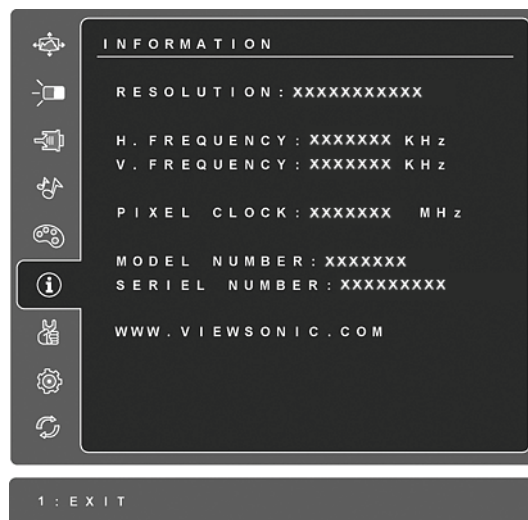 INFORMATION
RESOLUTION: XXXXXXXXXXX
H. FREQUENCY: XXXXXXX KHz
V. FREQUENCY: XXXXXXX KHz
PIXEL CLOCK: XXXXXXX MHz
MODEL NUMBER: XXXXXXX
SERIEL NUMBER: XXXXXXXXX
WWW.VIEWSONIC.COM
1: EXIT